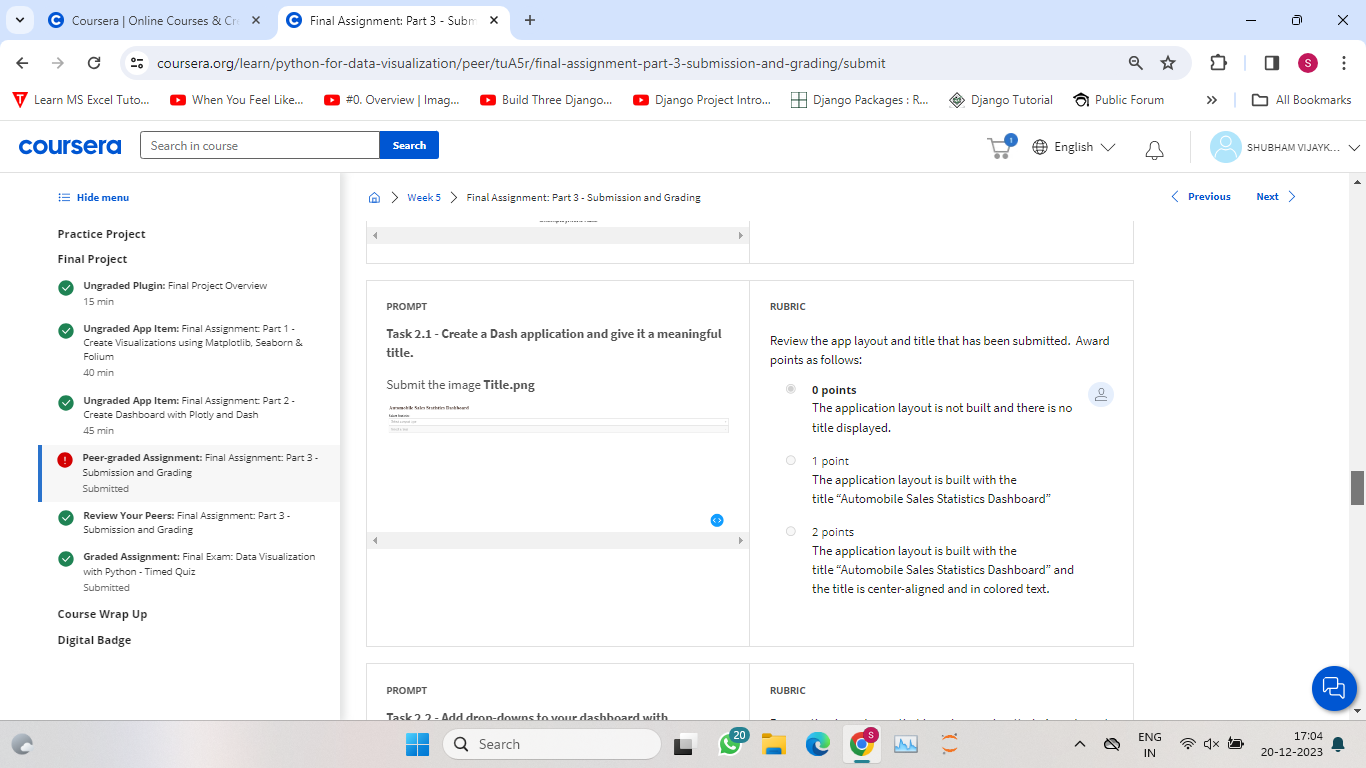 Coursera | Online Courses & Cr
Final Assignment: Part 3 - Subm
coursera.org/learn/python-for-data-visualization/peer/tuA5r/final-assignment-part-3-submission-and-grading/submit
S
Learn MS Excel Tuto...
When You Feel Like...
#0. Overview | Imag...
Build Three Django...
Django Project Intro...
Django Packages : R...
Django Tutorial
Public Forum
All Bookmarks
coursera
Search in course
Search
1
English
SHUBHAM VIJAYK...
Hide menu
Week 5
Final Assignment: Part 3 - Submission and Grading
Previous
Next
Practice Project
Final Project
Ungraded Plugin: Final Project Overview
15 min
Ungraded App Item: Final Assignment: Part 1 -
Create Visualizations using Matplotlib, Seaborn &
Folium
40 min
Ungraded App Item: Final Assignment: Part 2 -
Create Dashboard with Plotly and Dash
45 min
Peer-graded Assignment: Final Assignment: Part 3 -
Submission and Grading
Submitted
Review Your Peers: Final Assignment: Part 3 -
Submission and Grading
Graded Assignment: Final Exam: Data Visualization
with Python - Timed Quiz
Submitted
Course Wrap Up
Digital Badge
PROMPT
Task 2.1 - Create a Dash application and give it a meaningful
title.
Submit the image Title.png
Automobile Sales Statistics Dashboard
RUBRIC
Review the app layout and title that has been submitted. Award
points as follows:
0 points
The application layout is not built and there is no
title displayed.
1 point
The application layout is built with the
title “Automobile Sales Statistics Dashboard”
2 points
The application layout is built with the
title “Automobile Sales Statistics Dashboard” and
the title is center-aligned and in colored text.
PROMPT
Task 2.2 - Add drop-downs to your dashboard with
RUBRIC
Search
20
S
ENG
IN
17:04
20-12-2023